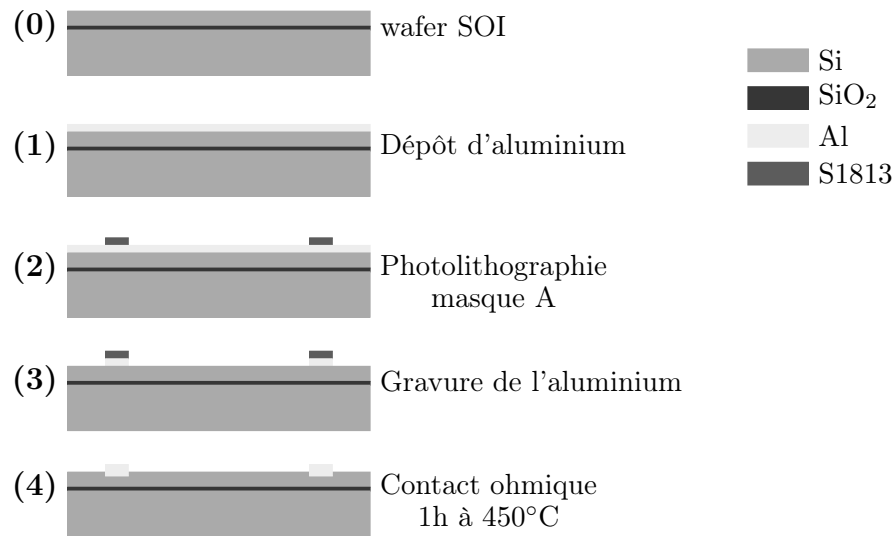 (0) wafer SOI
Si
SiO₂
Al
S1813
(1) Dépôt d'aluminium
(2) Photolithographie
masque A
(3) Gravure de l'aluminium
(4) Contact ohmique
1h à 450°C